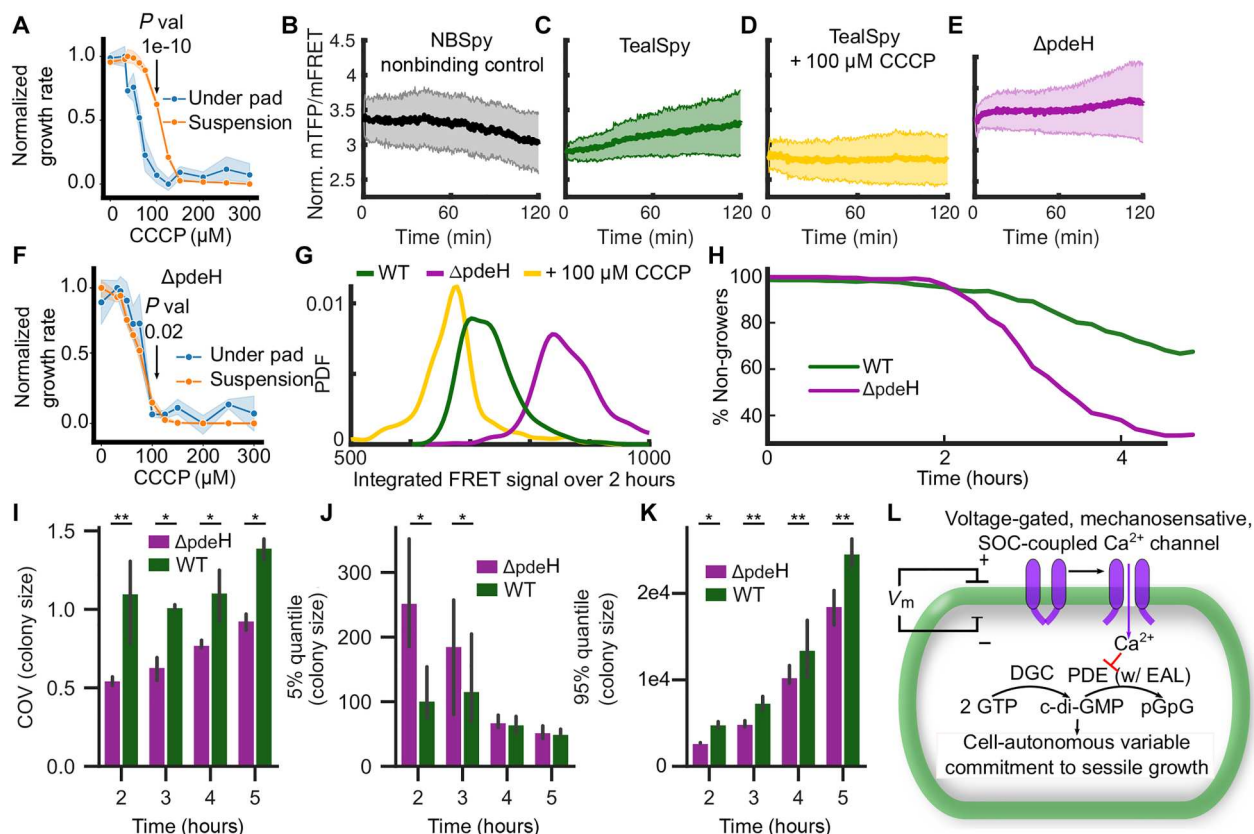 A
P val
1e-10
1.0
0.5
0.0
Normalized
growth rate
Under pad
Suspension
0
100
200
300
CCCP (µM)
B
NBSpy
nonbinding control
4.5
4
3.5
3
2.5
Norm. mTFP/mFRET
0
60
120
Time (min)
C
TealSpy
0
60
120
Time (min)
D
TealSpy
+ 100 µM CCCP
0
60
120
Time (min)
E
ΔpdeH
0
60
120
Time (min)
F
ΔpdeH
P val
0.02
1.0
0.5
0.0
Normalized
growth rate
Under pad
Suspension
0
100
200
300
CCCP (µM)
G
WT
ΔpdeH
+ 100 µM CCCP
0.01
0
PDF
500
1000
Integrated FRET signal over 2 hours
H
100
80
60
40
% Non-growers
WT
ΔpdeH
0
2
4
Time (hours)
I
**
*
*
*
1.5
1.0
0.5
0.0
COV (colony size)
ΔpdeH
WT
2
3
4
5
Time (hours)
J
*
*
300
200
100
0
5% quantile
(colony size)
ΔpdeH
WT
2
3
4
5
Time (hours)
K
*
**
**
**
2e4
1e4
0
95% quantile
(colony size)
ΔpdeH
WT
2
3
4
5
Time (hours)
L
Voltage-gated, mechanosensative,
SOC-coupled Ca²⁺ channel
+
Vm
−
Ca²⁺
DGC
PDE (w/ EAL)
2 GTP
c-di-GMP
pGpG
Cell-autonomous variable
commitment to sessile growth